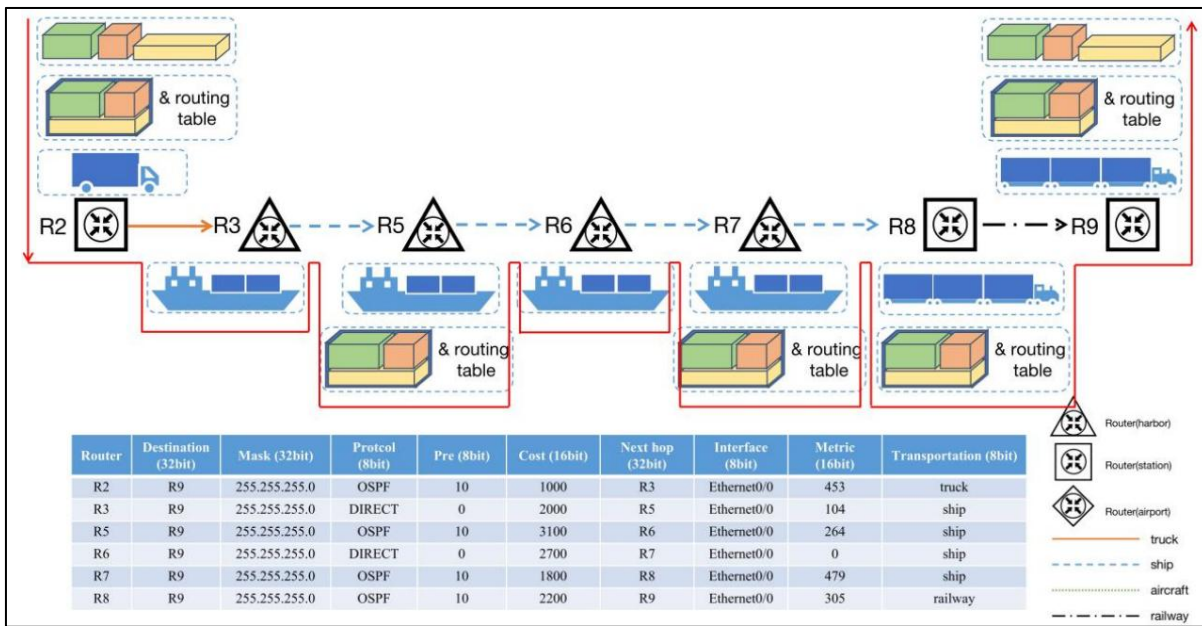 & routing
table
& routing
table
R2
R3
R5
R6
R7
R8
R9
& routing
table
& routing
table
& routing
table
Router Destination (32bit) Mask (32bit) Protcol (8bit) Pre (8bit) Cost (16bit) Next hop (32bit) Interface (8bit) Metric (16bit) Transportation (8bit)
R2 R9 255.255.255.0 OSPF 10 1000 R3 Ethernet0/0 453 truck
R3 R9 255.255.255.0 DIRECT 0 2000 R5 Ethernet0/0 104 ship
R5 R9 255.255.255.0 OSPF 10 3100 R6 Ethernet0/0 264 ship
R6 R9 255.255.255.0 DIRECT 0 2700 R7 Ethernet0/0 0 ship
R7 R9 255.255.255.0 OSPF 10 1800 R8 Ethernet0/0 479 ship
R8 R9 255.255.255.0 OSPF 10 2200 R9 Ethernet0/0 305 railway
Router(harbor)
Router(station)
Router(airport)
truck
ship
aircraft
railway